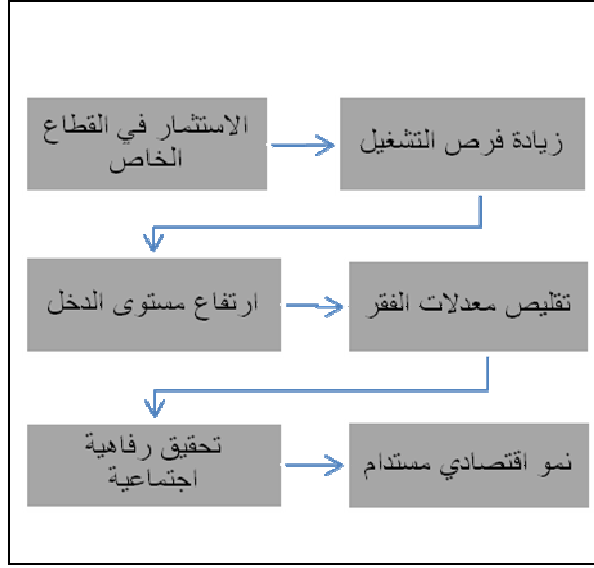 الاستثمار في القطاع
الخاص
زيادة فرص التشغيل
ارتفاع مستوى الدخل
تقليص معدلات الفقر
تحقيق رفاهية
اجتماعية
نمو اقتصادي مستدام